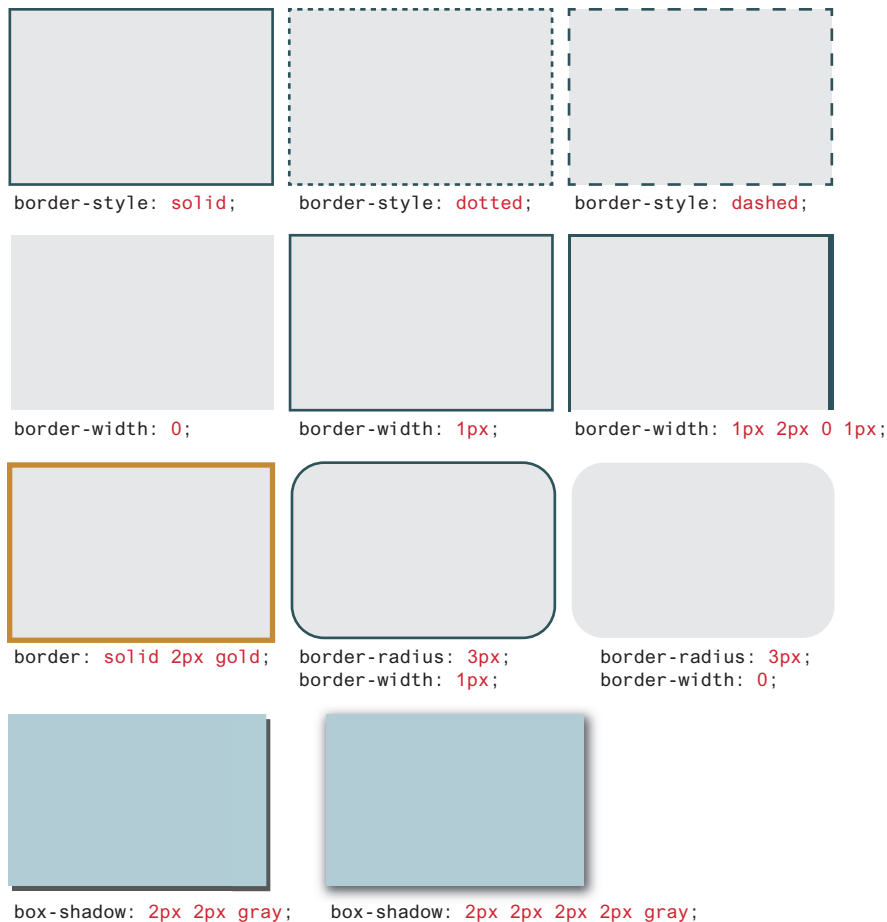 border-style: solid;
border-style: dotted;
border-style: dashed;
border-width: 0;
border-width: 1px;
border-width: 1px 2px 0 1px;
border: solid 2px gold;
border-radius: 3px;
border-width: 1px;
border-radius: 3px;
border-width: 0;
box-shadow: 2px 2px gray;
box-shadow: 2px 2px 2px 2px gray;